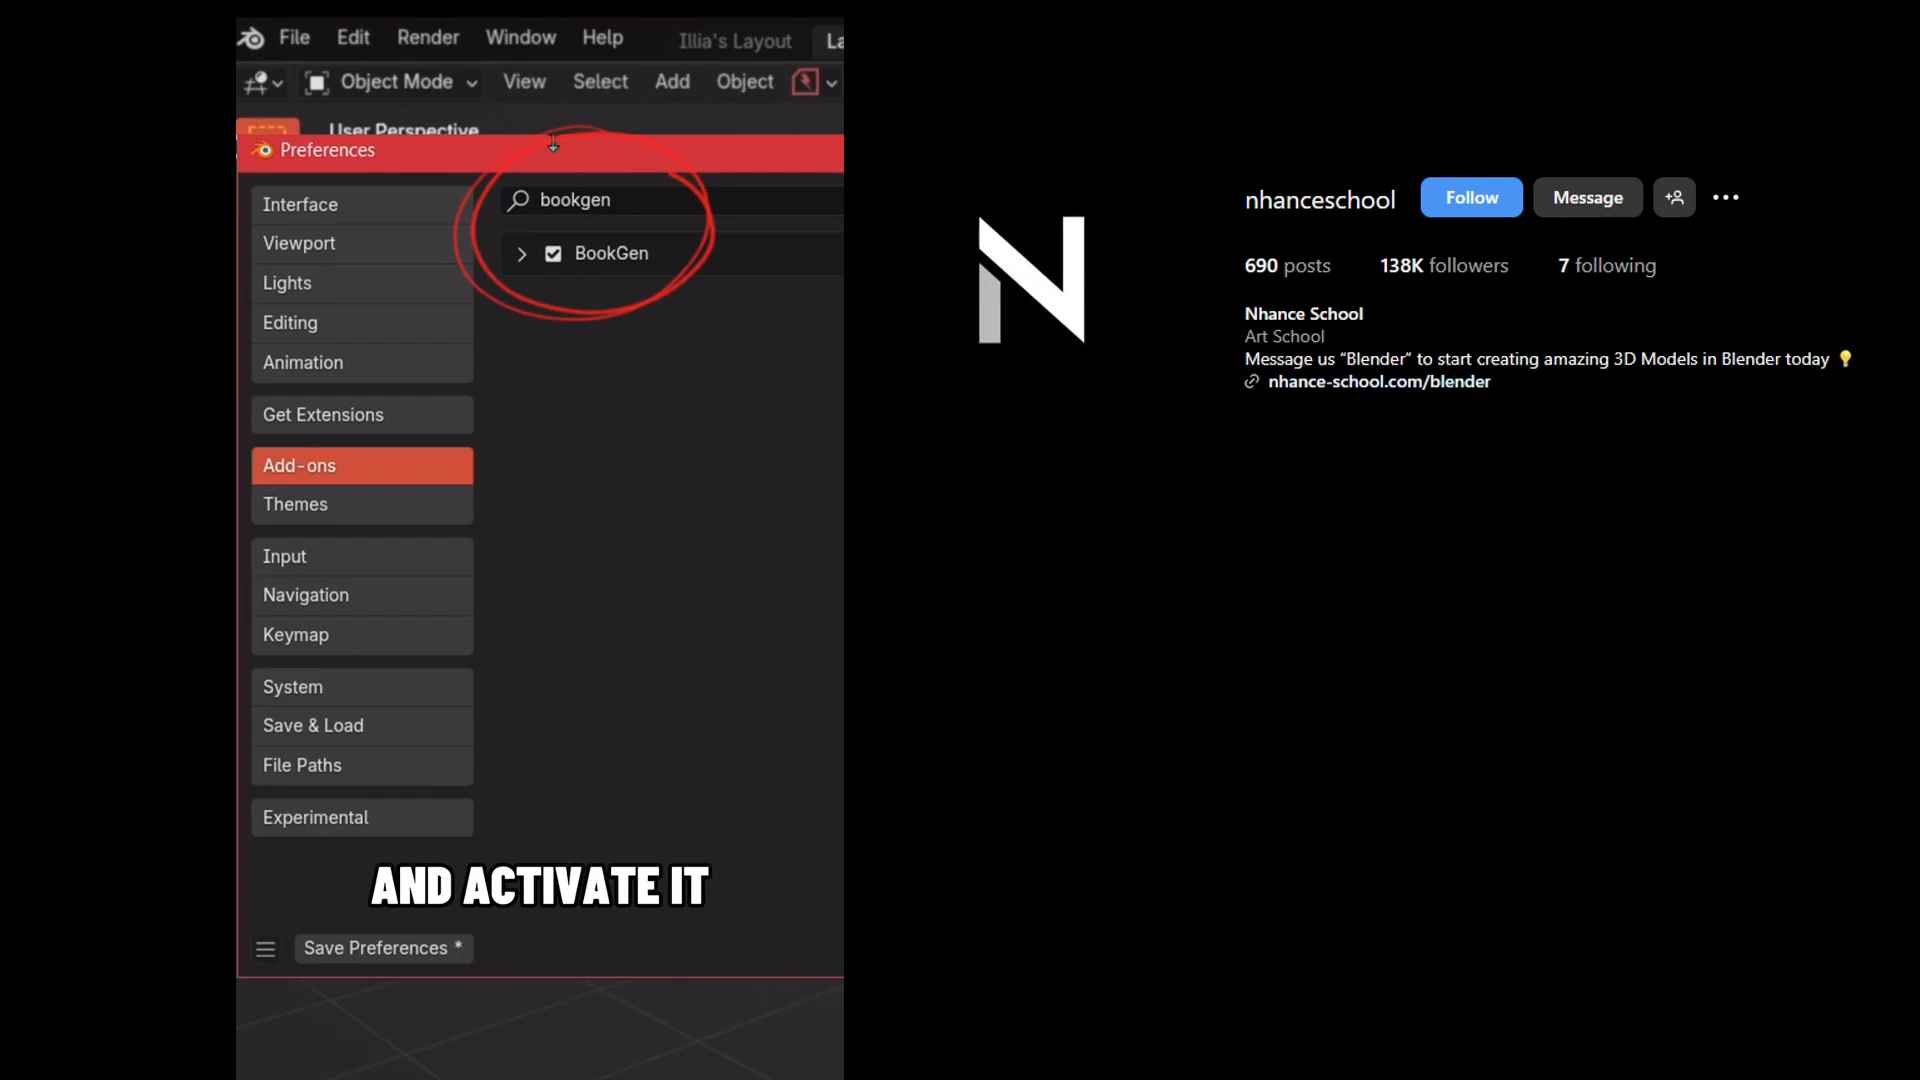 File Edit Render Window Help Illia's Layout La
Object Mode View Select Add Object
User Perspective
Preferences
Interface
Viewport
Lights
Editing
Animation
Get Extensions
Add-ons
Themes
Input
Navigation
Keymap
System
Save & Load
File Paths
Experimental
bookgen
BookGen
AND ACTIVATE IT
Save Preferences *
N
nhanceschool Follow Message
690 posts 138K followers 7 following
Nhance School
Art School
Message us “Blender” to start creating amazing 3D Models in Blender today 💡
nhance-school.com/blender